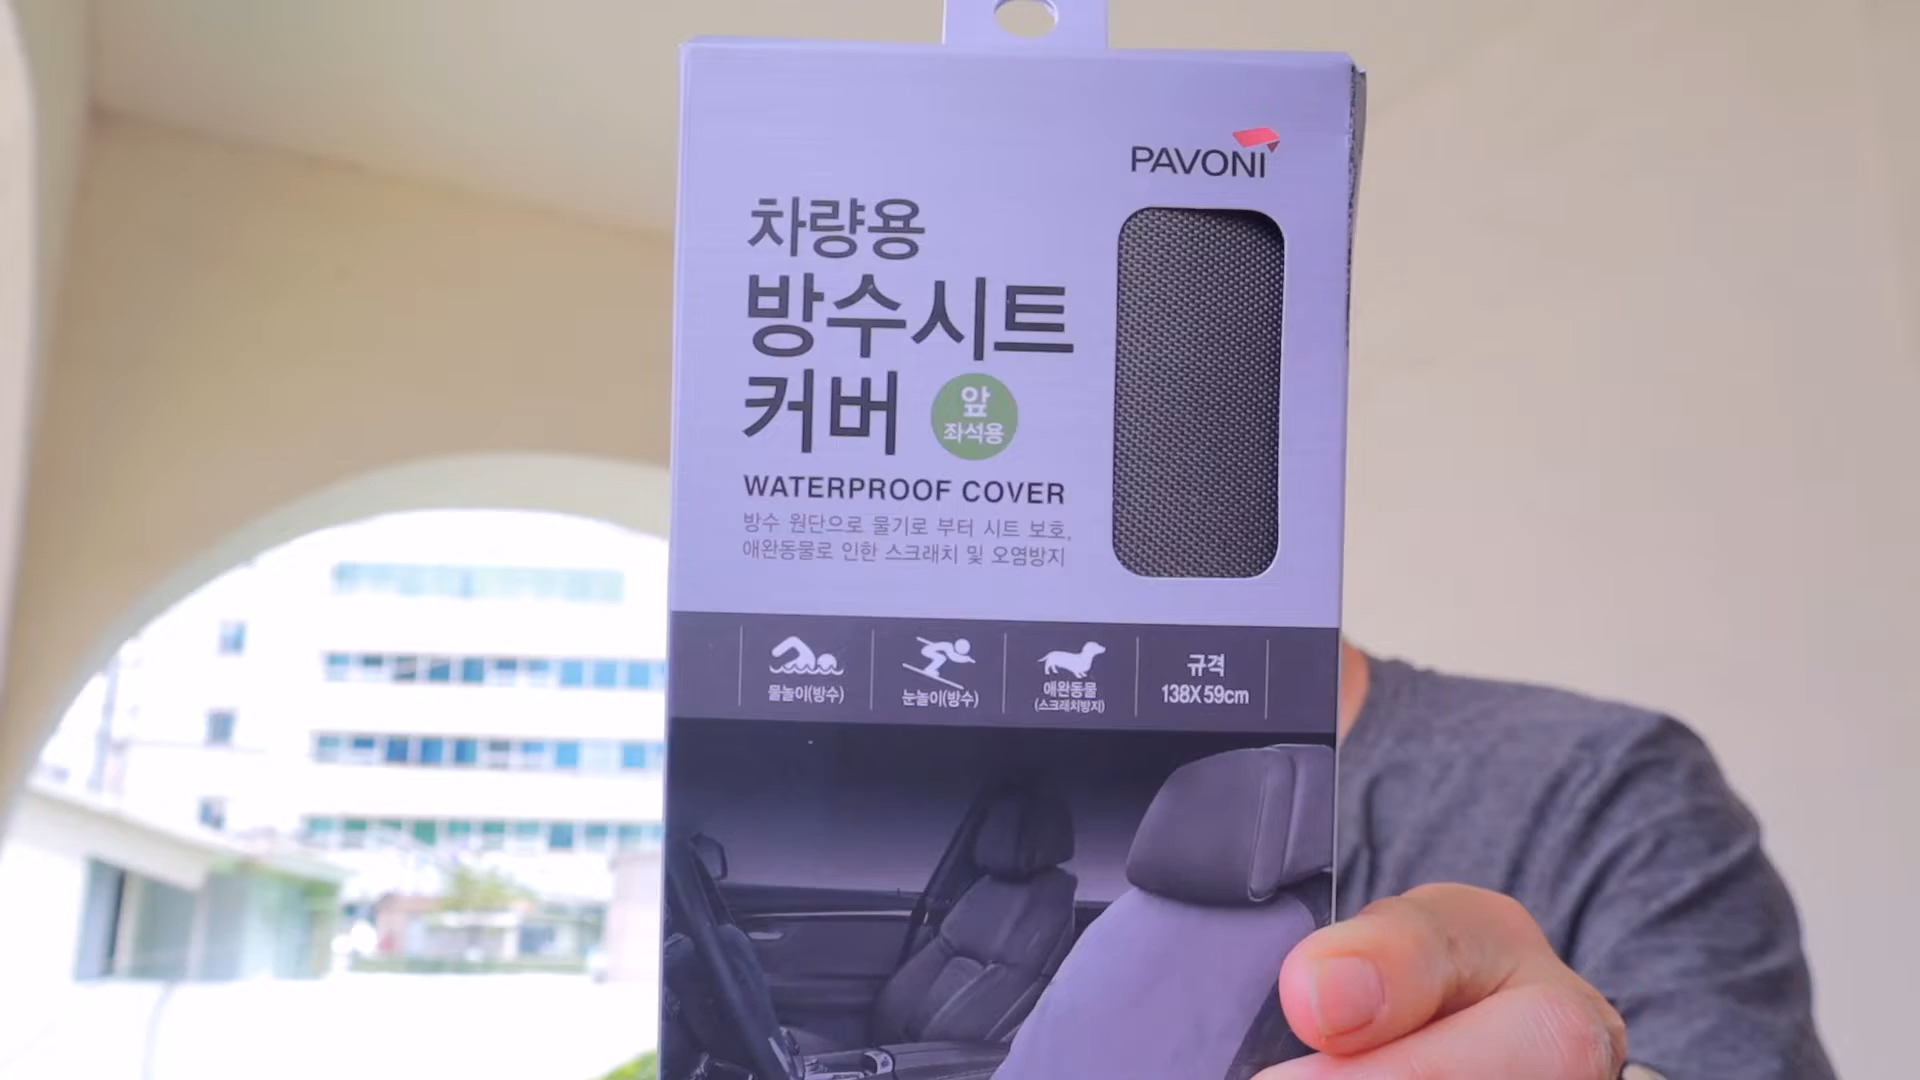 PAVONI
차량용
방수시트
커버
앞
좌석용
WATERPROOF COVER
방수 원단으로 물기로 부터 시트 보호,
애완동물로 인한 스크래치 및 오염방지
물놀이(방수)
눈놀이(방수)
애완동물
(스크래치방지)
규격
138X59cm